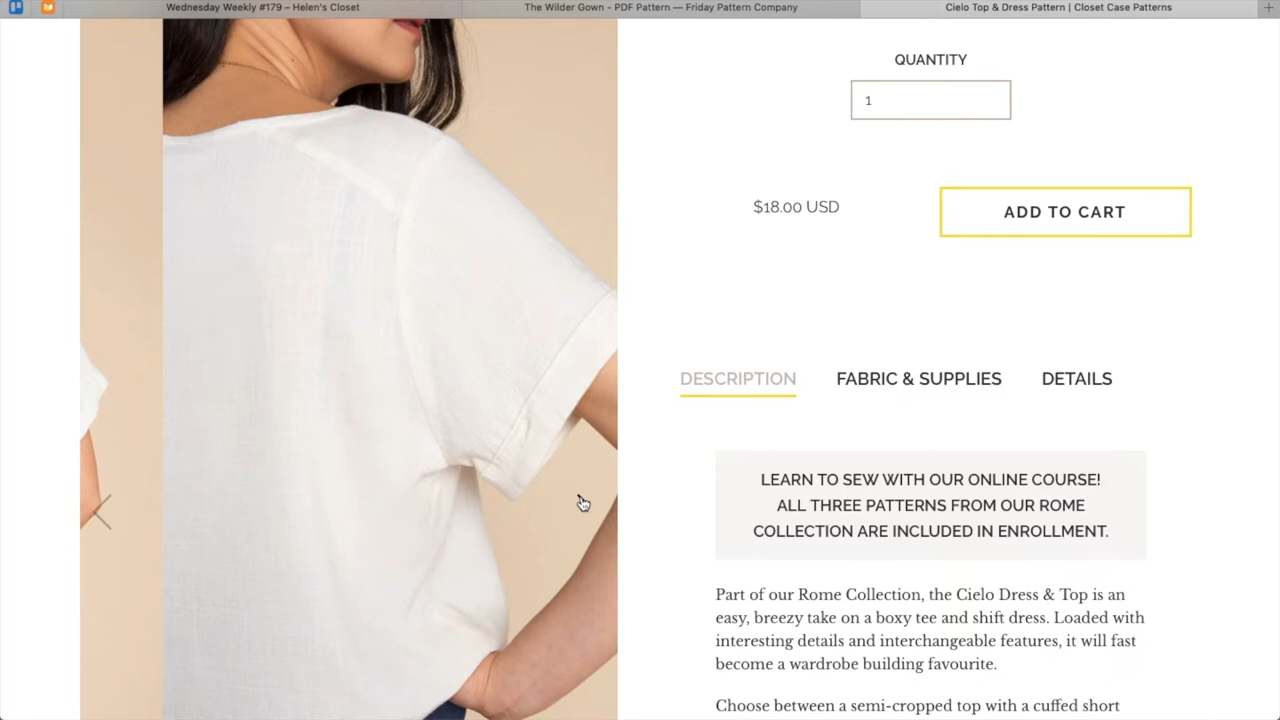 Wednesday Weekly #179 – Helen's Closet
The Wilder Gown - PDF Pattern — Friday Pattern Company
Cielo Top & Dress Pattern | Closet Case Patterns
QUANTITY
1
$18.00 USD
ADD TO CART
DESCRIPTION
FABRIC & SUPPLIES
DETAILS
LEARN TO SEW WITH OUR ONLINE COURSE!
ALL THREE PATTERNS FROM OUR ROME
COLLECTION ARE INCLUDED IN ENROLLMENT.
Part of our Rome Collection, the Cielo Dress & Top is an
easy, breezy take on a boxy tee and shift dress. Loaded with
interesting details and interchangeable features, it will fast
become a wardrobe building favourite.
Choose between a semi-cropped top with a cuffed short